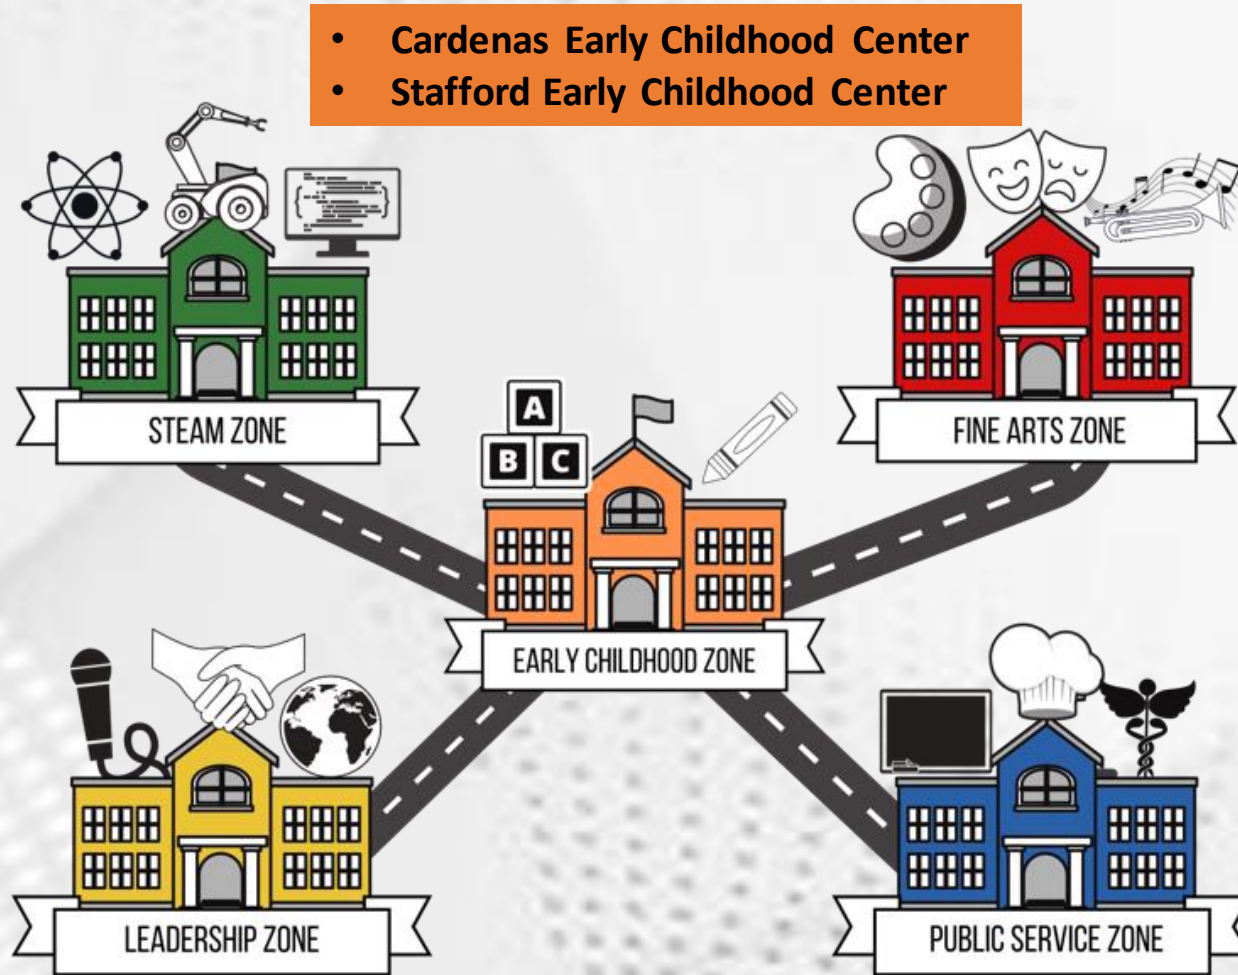 • Cardenas Early Childhood Center
• Stafford Early Childhood Center
STEAM ZONE
FINE ARTS ZONE
A
B C
EARLY CHILDHOOD ZONE
LEADERSHIP ZONE
PUBLIC SERVICE ZONE